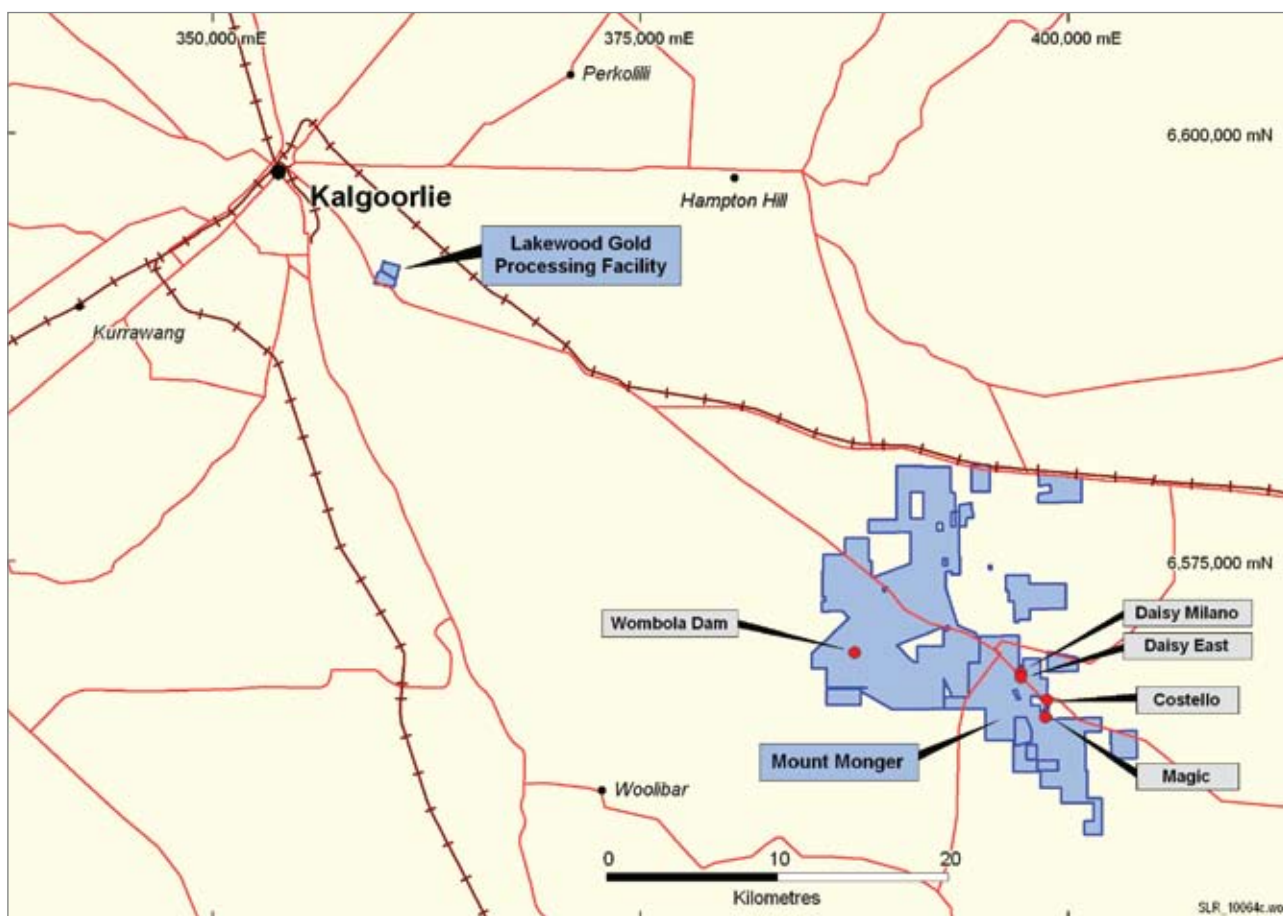 350,000 mE
375,000 mE
400,000 mE
Perkolilli
6,600,000 mN
Kalgoorlie
Hampton Hill
Lakewood Gold
Processing Facility
Kurrawang
6,575,000 mN
Wombola Dam
Daisy Milano
Daisy East
Costello
Mount Monger
Magic
Woolibar
0 10 20
Kilometres
SLR_10064c.wo